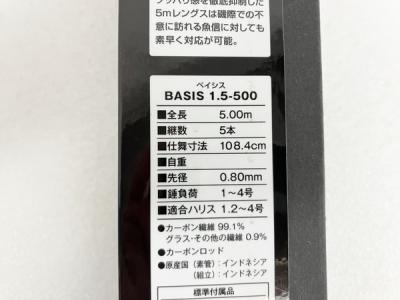 ツッパリ感を徹底抑制した
5mレングスは磯際での不
意に訪れる魚信に対しても
素早く対応が可能。
ベイシス
BASIS 1.5-500
■全長 5.00m
■継数 5本
■仕舞寸法 108.4cm
■自重
■先径 0.80mm
■錘負荷 1〜4号
■適合ハリス 1.2〜4号
●カーボン繊維 99.1%
グラス・その他の繊維 0.9%
●カーボンロッド
●原産国（素管）：インドネシア
（組立）：インドネシア
標準付属品